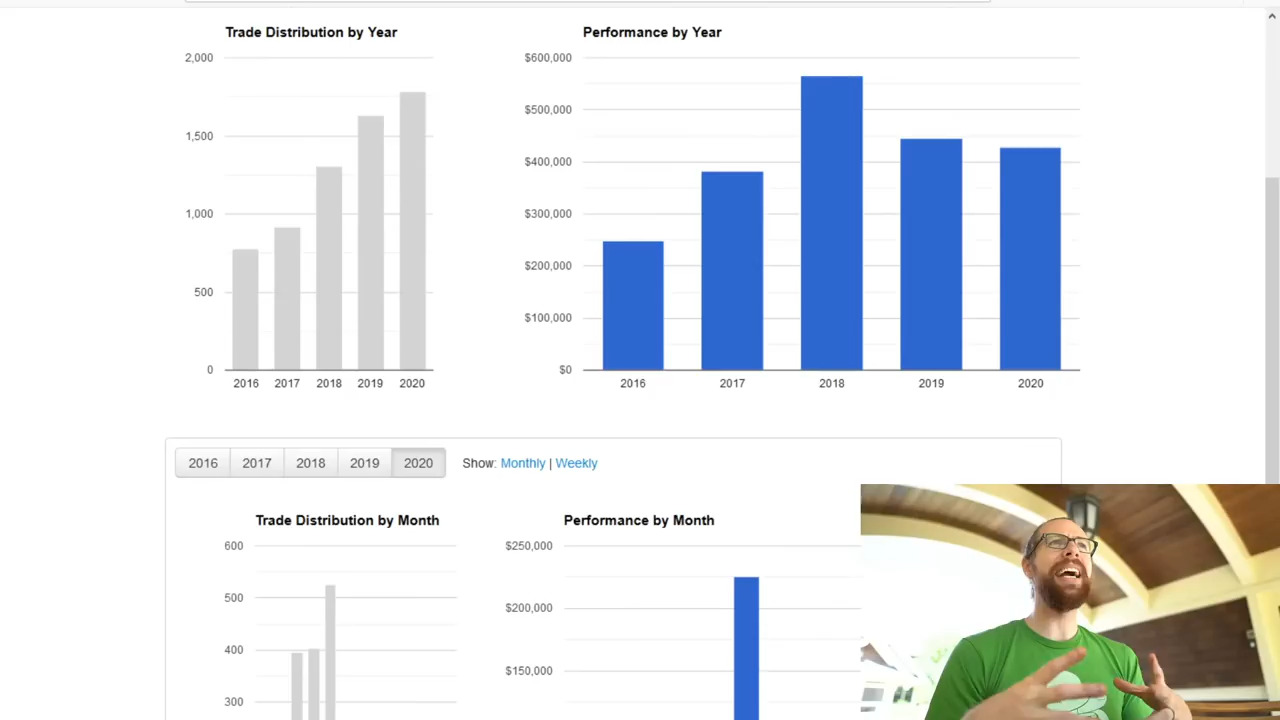 Trade Distribution by Year
2,000
1,500
1,000
500
0
2016 2017 2018 2019 2020
Performance by Year
$600,000
$500,000
$400,000
$300,000
$200,000
$100,000
$0
2016 2017 2018 2019 2020
2016 2017 2018 2019 2020 Show: Monthly | Weekly
Trade Distribution by Month
600
500
400
300
Performance by Month
$250,000
$200,000
$150,000